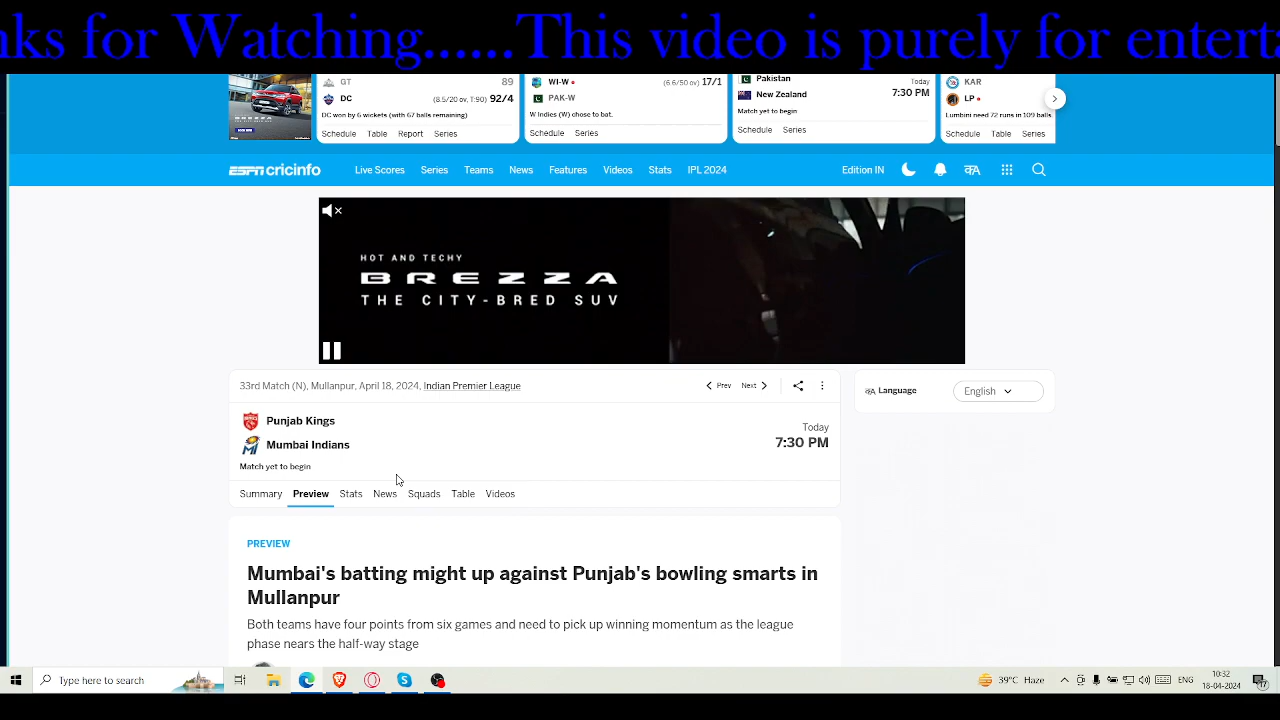 nks for Watching......This video is purely for enterta
GT 89
DC (8.5/20 ov, T:90) 92/4
DC won by 6 wickets (with 67 balls remaining)
Schedule Table Report Series
WI-W (6.6/50 ov) 17/1
PAK-W
W Indies (W) chose to bat.
Schedule Series
Pakistan Today
New Zealand 7:30 PM
Match yet to begin
Schedule Series
KAR
LP
Lumbini need 72 runs in 109 balls.
Schedule Table Series
ESPN cricinfo Live Scores Series Teams News Features Videos Stats IPL 2024 Edition IN
HOT AND TECHY
BREZZA
THE CITY-BRED SUV
33rd Match (N), Mullanpur, April 18, 2024, Indian Premier League Prev Next
Language English
Punjab Kings
Mumbai Indians
Today
7:30 PM
Match yet to begin
Summary Preview Stats News Squads Table Videos
PREVIEW
Mumbai's batting might up against Punjab's bowling smarts in
Mullanpur
Both teams have four points from six games and need to pick up winning momentum as the league
phase nears the half-way stage
Type here to search
39°C Haze
ENG
10:32
18-04-2024